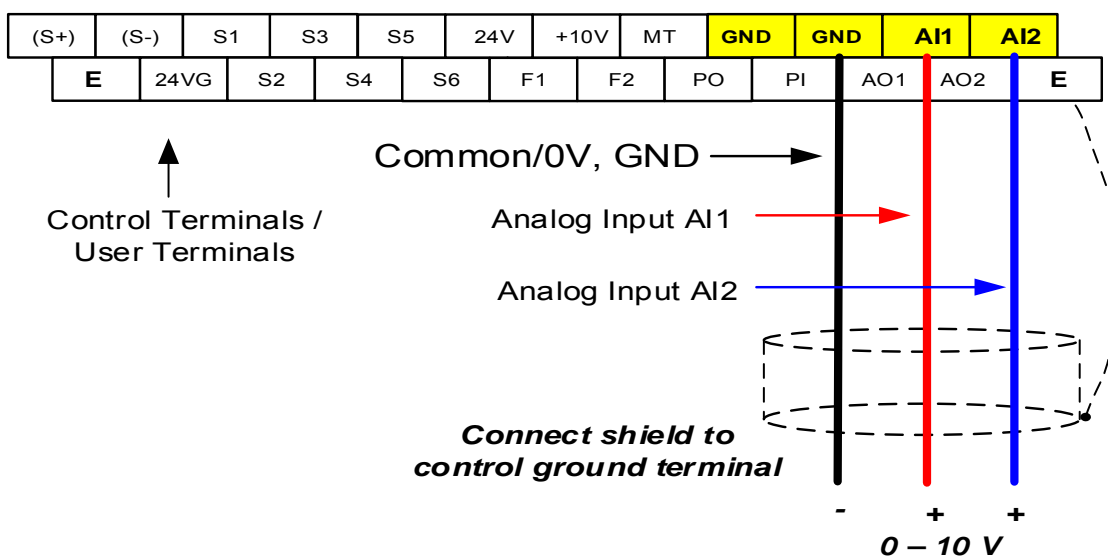 (S+) (S-) S1 S3 S5 24V +10V MT GND GND AI1 AI2
E 24VG S2 S4 S6 F1 F2 PO PI AO1 AO2 E
Common/0V, GND
Control Terminals /
User Terminals
Analog Input AI1
Analog Input AI2
Connect shield to
control ground terminal
- + +
0 – 10 V